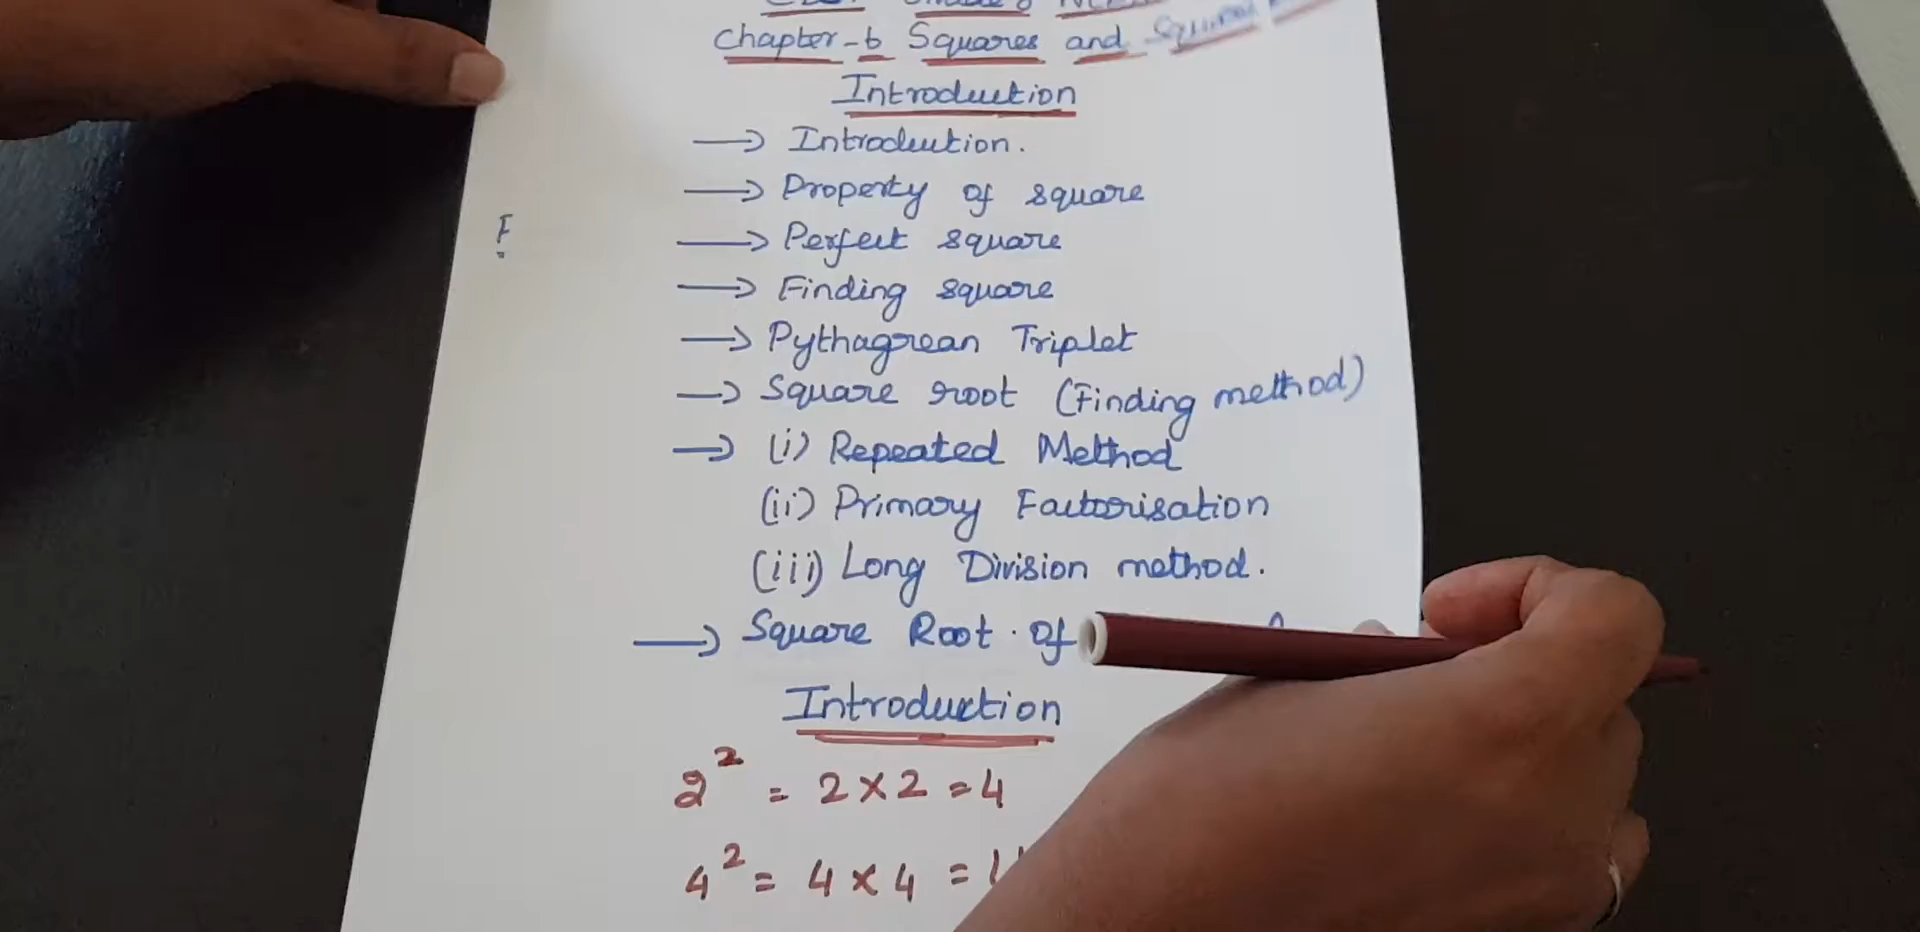 Chapter-6 Squares and Square
Introduction
→ Introduction.
→ Property of square
→ Perfect square
F
→ Finding square
→ Pythagrean Triplet
→ Square root (Finding method)
→ (i) Repeated Method
(ii) Primary Factorisation
(iii) Long Division method.
→ Square Root of
Introduction
2² = 2 × 2 = 4
4² = 4 × 4 =